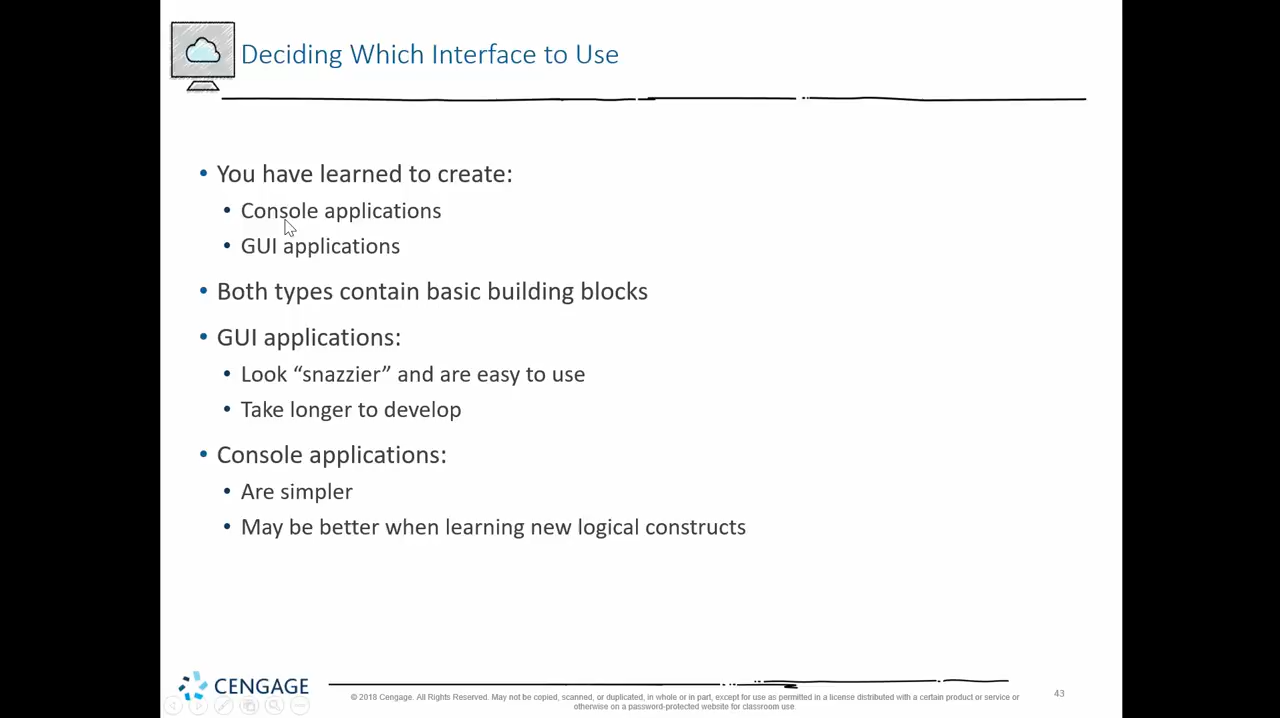 Deciding Which Interface to Use
• You have learned to create:
• Console applications
• GUI applications
• Both types contain basic building blocks
• GUI applications:
• Look “snazzier” and are easy to use
• Take longer to develop
• Console applications:
• Are simpler
• May be better when learning new logical constructs
CENGAGE
© 2018 Cengage. All Rights Reserved. May not be copied, scanned, or duplicated, in whole or in part, except for use as permitted in a license distributed with a certain product or service or
otherwise on a password-protected website for classroom use
43